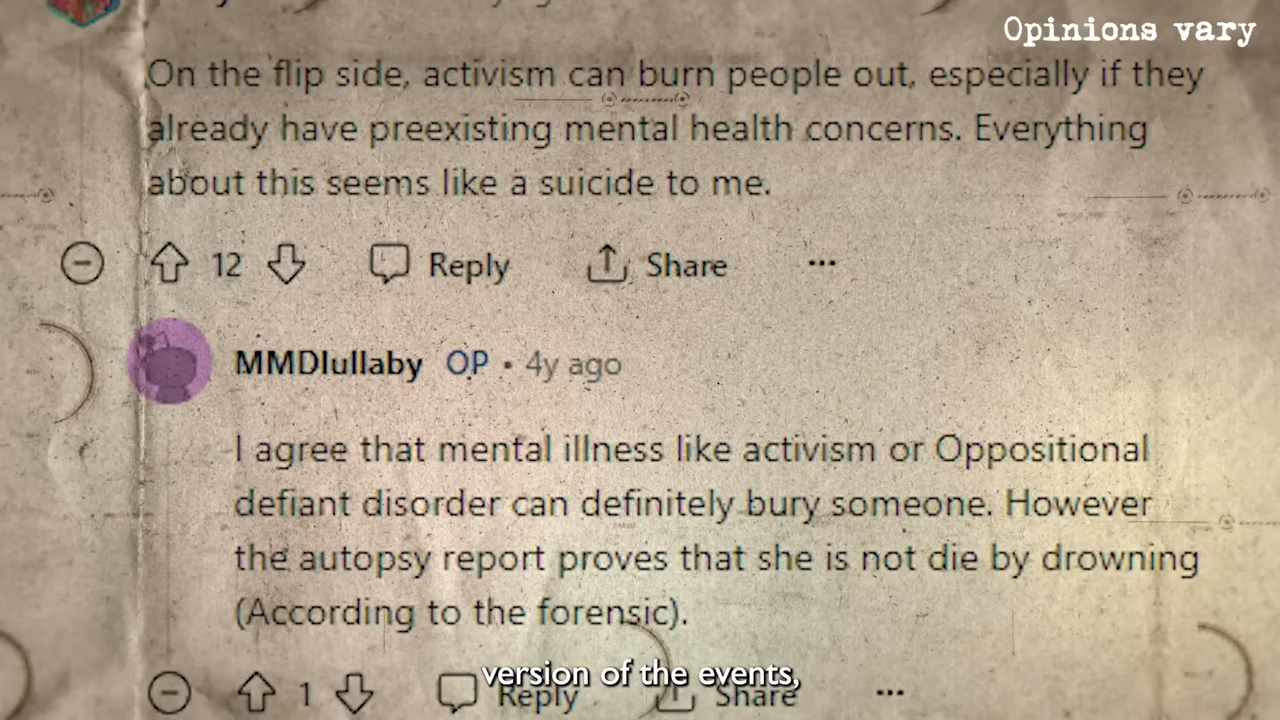 Opinions vary
On the flip side, activism can burn people out, especially if they
already have preexisting mental health concerns. Everything
about this seems like a suicide to me.
12 Reply Share ...
MMDlullaby OP • 4y ago
I agree that mental illness like activism or Oppositional
defiant disorder can definitely bury someone. However
the autopsy report proves that she is not die by drowning
(According to the forensic).
version of the events,
1 Reply Share ...